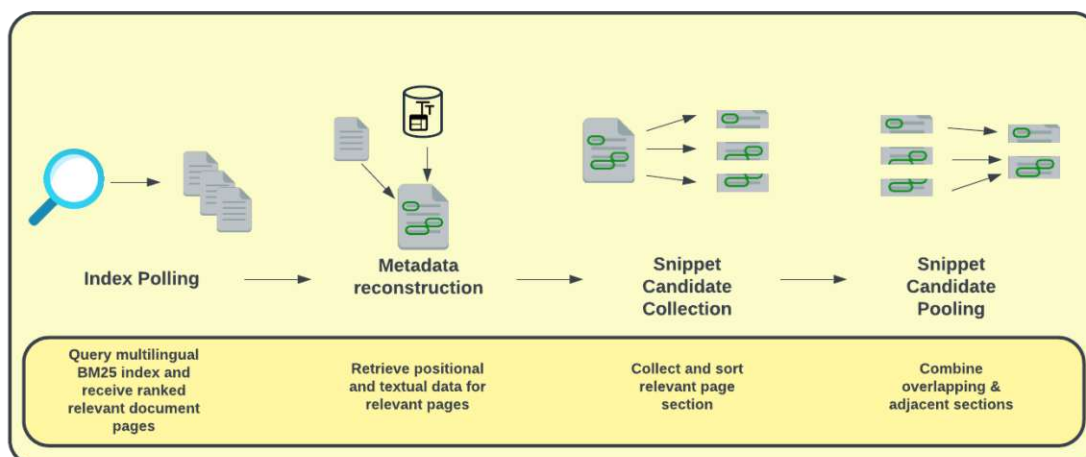 Index Polling
Metadada
reconstruction
Snippet
Candidate
Collection
Snippet
Candidate
Pooling
Query multilingual
BM25 index and
receive ranked
relevant document
pages
Retrieve positional
and textual data for
relevant pages
Collect and sort
relevant page
section
Combine
overlapping &
adjacent sections